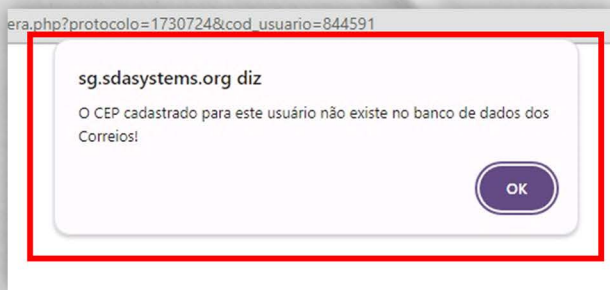 era.php?protocolo=1730724&cod_usuario=844591
sg.sdasystems.org diz
O CEP cadastrado para este usuário não existe no banco de dados dos
Correios!
OK